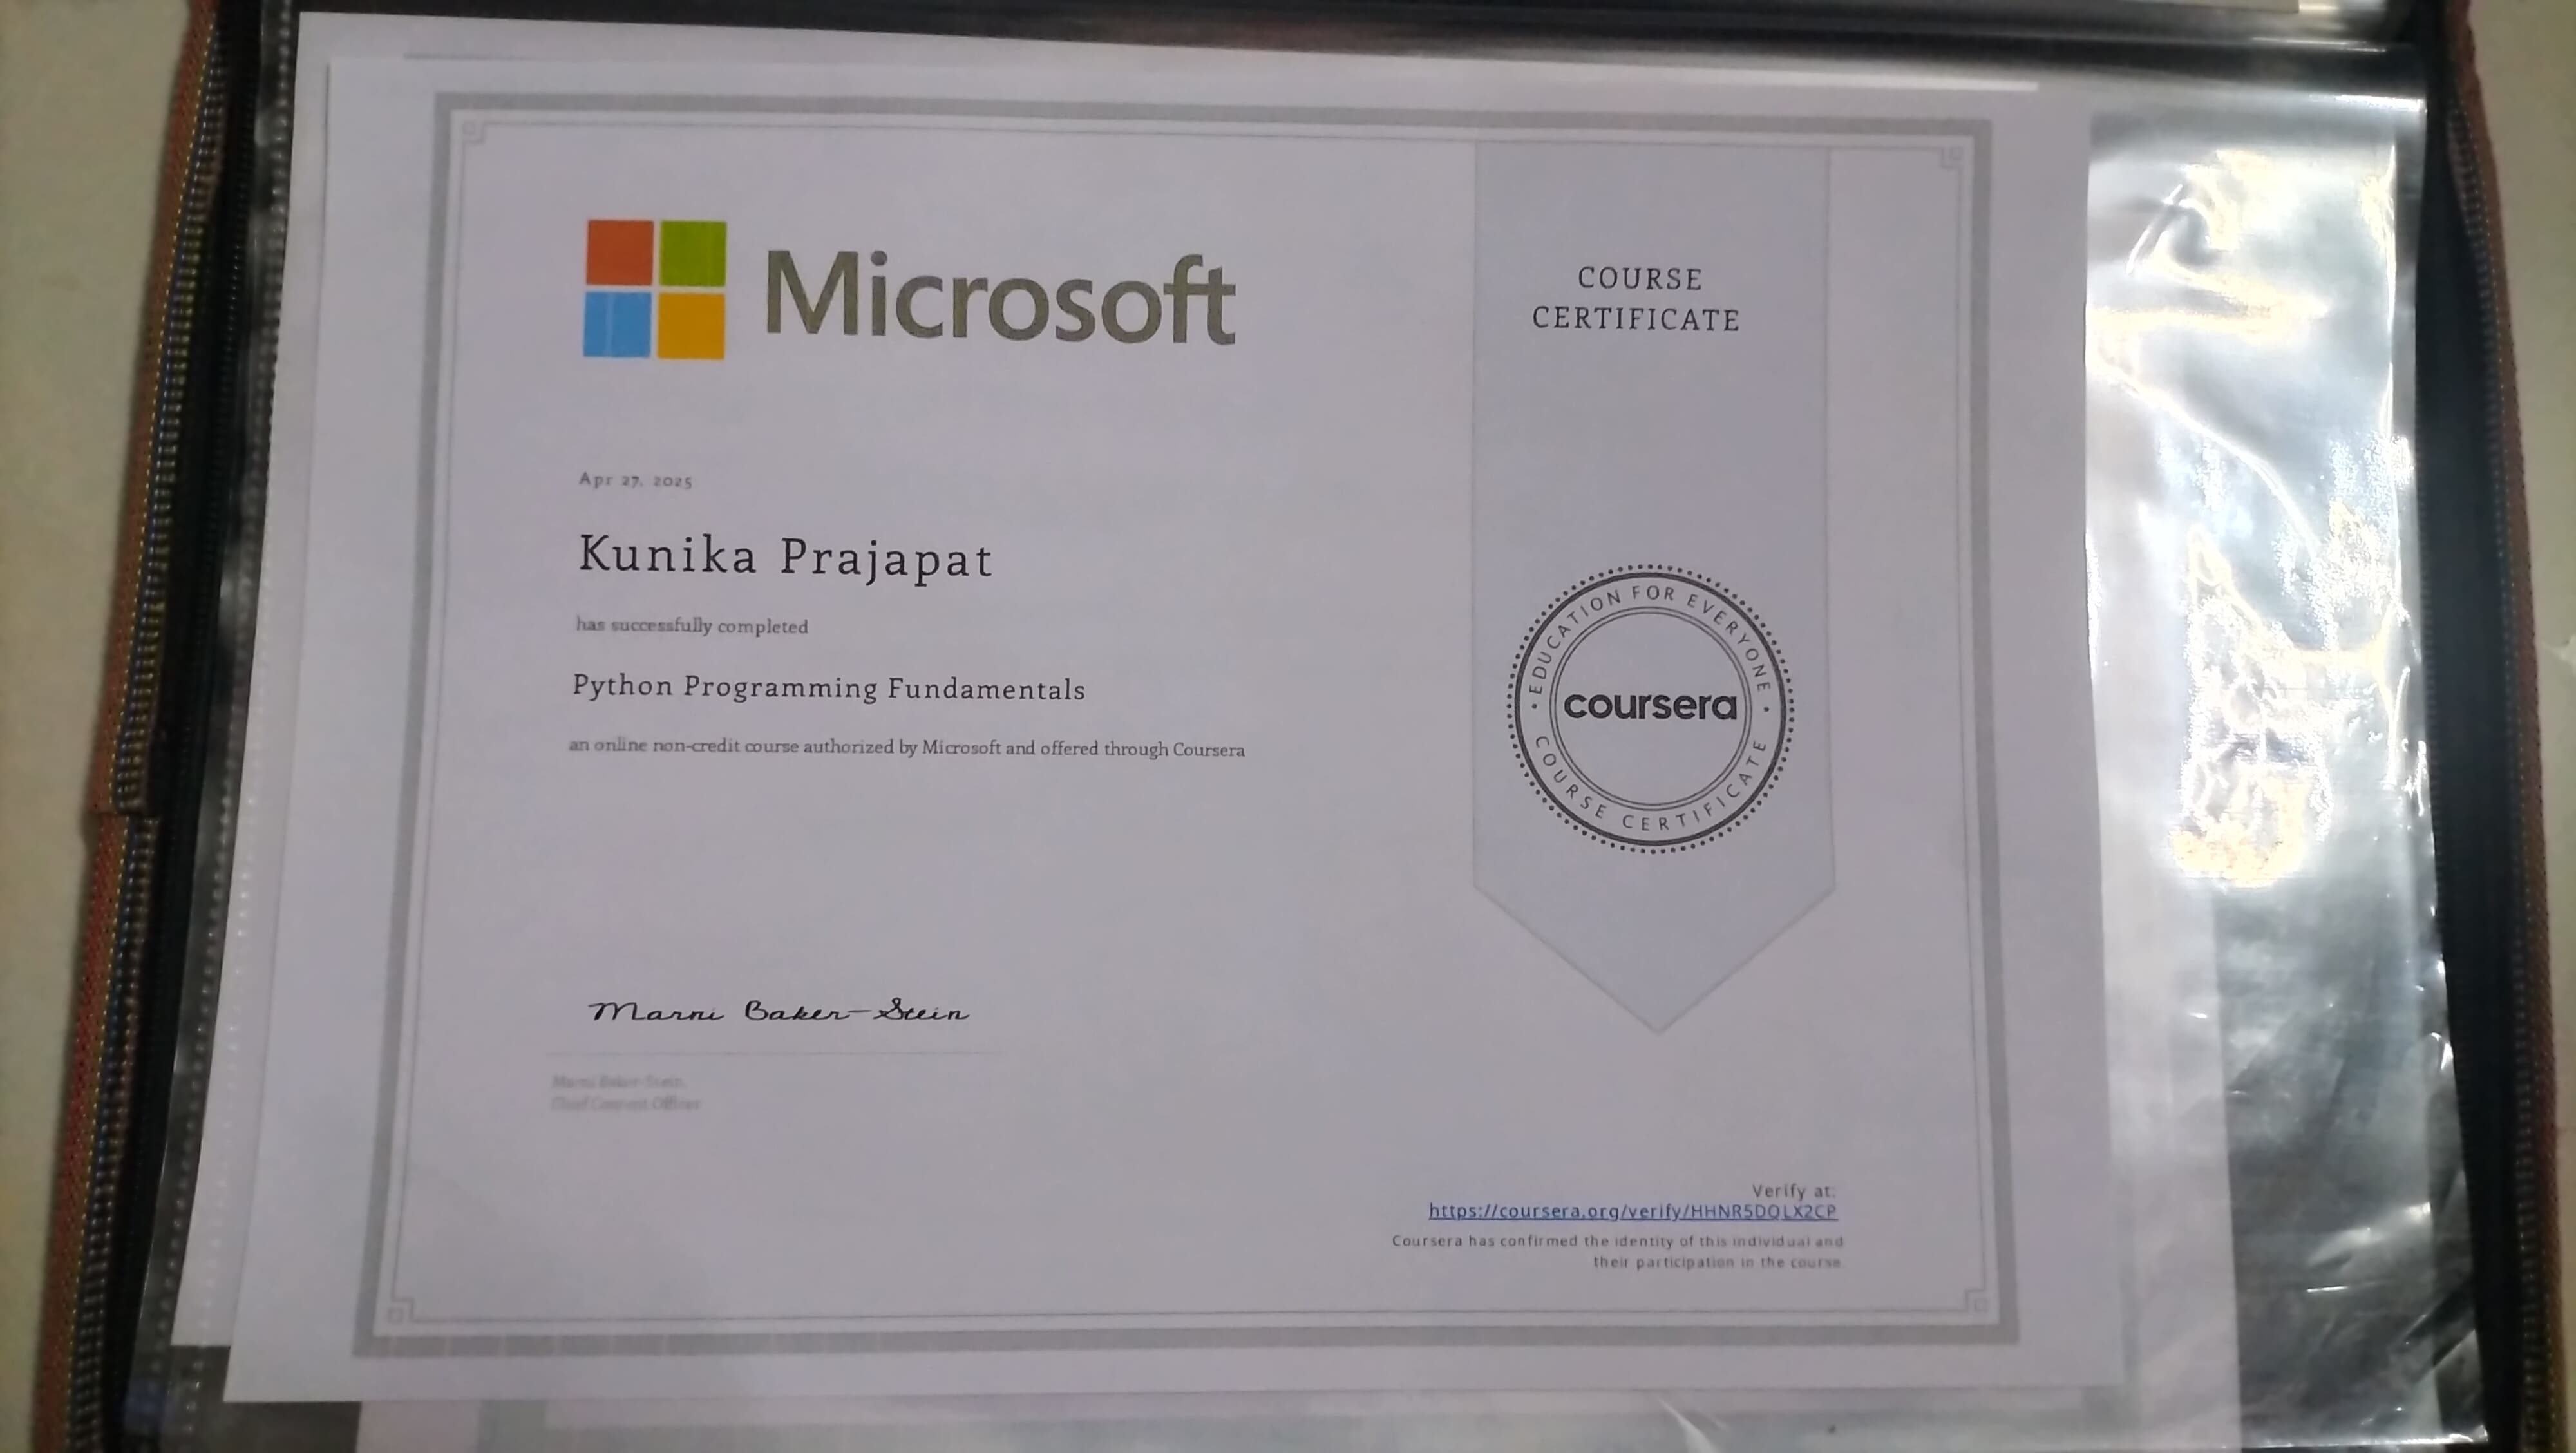 Microsoft
COURSE
CERTIFICATE
Apr 27, 2025
Kunika Prajapat
has successfully completed
Python Programming Fundamentals
an online non-credit course authorized by Microsoft and offered through Coursera
EDUCATION FOR EVERYONE
coursera
COURSE CERTIFICATE
Marni Baker-Stein
Marni Baker-Stein,
Chief Content Officer
Verify at:
https://coursera.org/verify/HHNR5DQLX2CP
Coursera has confirmed the identity of this individual and
their participation in the course.